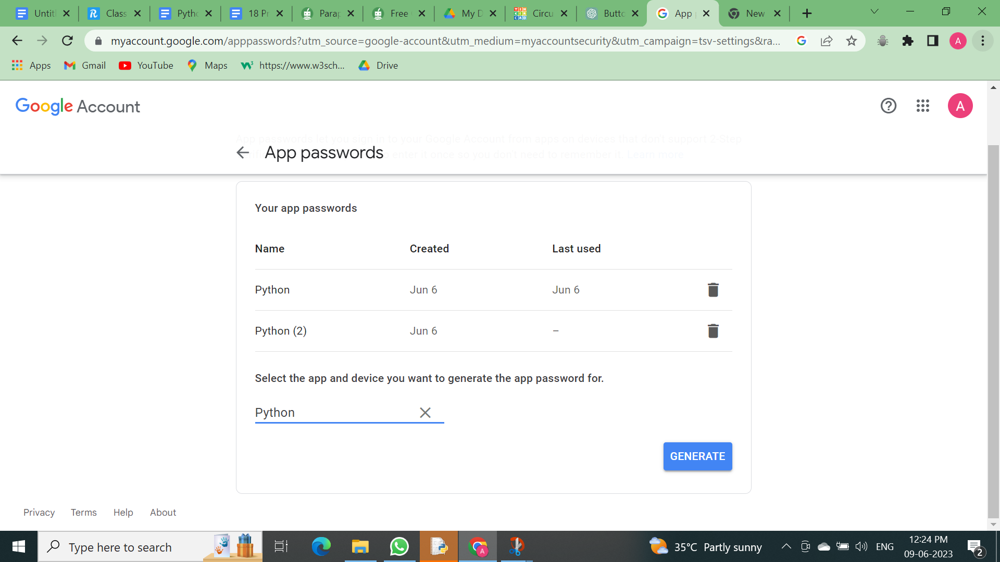 Untit
Class
Pytho
18 Pr
Parap
Free
My D
Circu
Butto
App
New
myaccount.google.com/apppasswords?utm_source=google-account&utm_medium=myaccountsecurity&utm_campaign=tsv-settings&ra...
A
Apps
Gmail
YouTube
Maps
https://www.w3sch...
Drive
Google Account
A
App passwords let you sign in to your Google Account from apps on devices that don't support 2-Step
enter it once so you don't need to remember it. Learn more
App passwords
Your app passwords
Name Created Last used
Python Jun 6 Jun 6
Python (2) Jun 6 –
Select the app and device you want to generate the app password for.
Python
GENERATE
Privacy Terms Help About
Type here to search
35°C Partly sunny
ENG
12:24 PM
09-06-2023
2